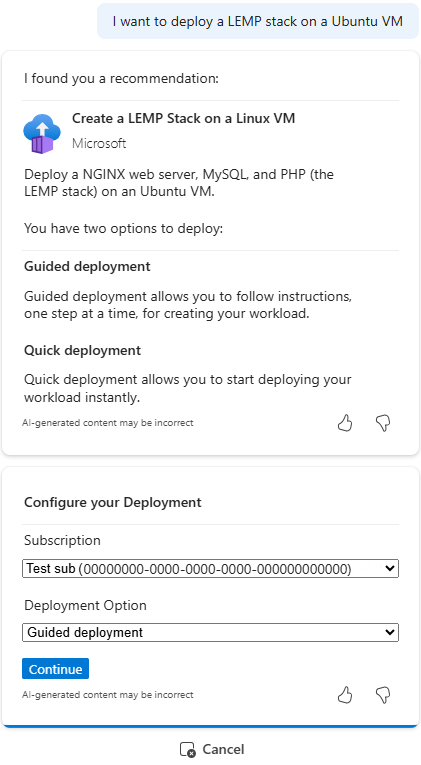 I want to deploy a LEMP stack on a Ubuntu VM
I found you a recommendation:
Create a LEMP Stack on a Linux VM
Microsoft
Deploy a NGINX web server, MySQL, and PHP (the
LEMP stack) on an Ubuntu VM.
You have two options to deploy:
Guided deployment
Guided deployment allows you to follow instructions,
one step at a time, for creating your workload.
Quick deployment
Quick deployment allows you to start deploying your
workload instantly.
AI-generated content may be incorrect
Configure your Deployment
Subscription
Test sub (00000000-0000-0000-0000-000000000000)
Deployment Option
Guided deployment
Continue
AI-generated content may be incorrect
Cancel